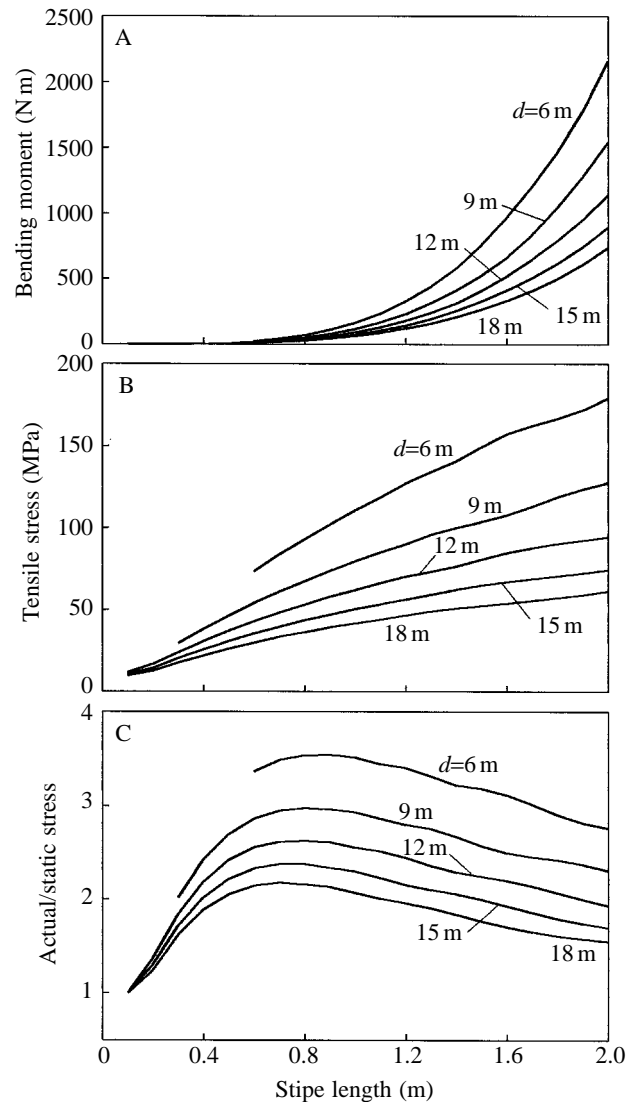 A
Bending moment (N m)
2500
2000
1500
1000
500
0
d=6 m
9 m
12 m
15 m
18 m
B
Tensile stress (MPa)
200
150
100
50
0
d=6 m
9 m
12 m
15 m
18 m
C
Actual/static stress
4
3
2
1
d=6 m
9 m
12 m
15 m
18 m
0 0.4 0.8 1.2 1.6 2.0
Stipe length (m)